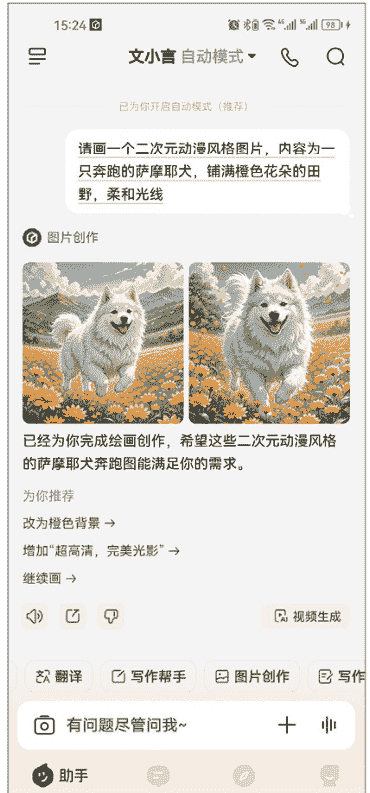 15:24
98
文小言 自动模式
已为你开启自动模式（推荐）
请画一个二次元动漫风格图片，内容为一
只奔跑的萨摩耶犬，铺满橙色花朵的田
野，柔和光线
图片创作
已经为你完成绘画创作，希望这些二次元动漫风格
的萨摩耶犬奔跑图能满足你的需求。
为你推荐
改为橙色背景 →
增加“超高清，完美光影” →
继续画 →
视频生成
翻译 写作帮手 图片创作 写作
有问题尽管问我~
助手